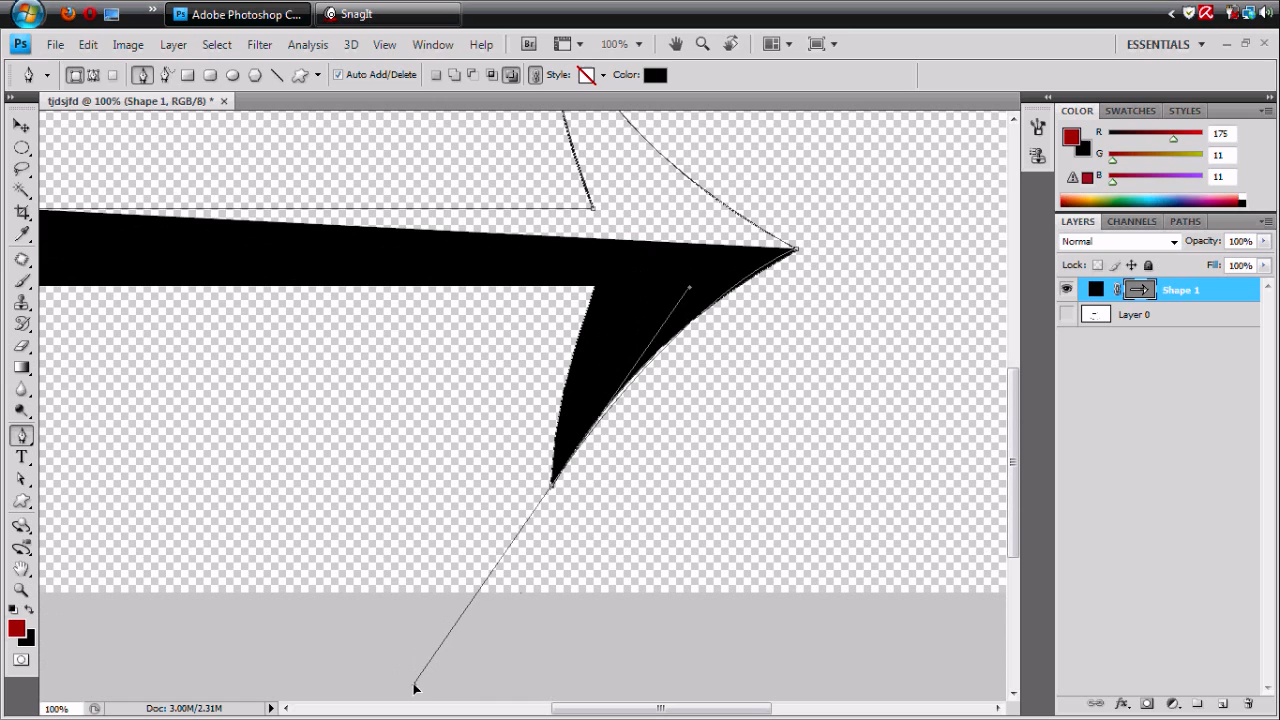 Adobe Photoshop C... SnagIt
Ps File Edit Image Layer Select Filter Analysis 3D View Window Help Br 100% ESSENTIALS
Auto Add/Delete Style: Color:
tjdsjfd @ 100% (Shape 1, RGB/8) *
COLOR SWATCHES STYLES
R 175
G 11
B 11
LAYERS CHANNELS PATHS
Normal Opacity: 100%
Lock: Fill: 100%
Shape 1
Layer 0
T
100% Doc: 3.00M/2.31M